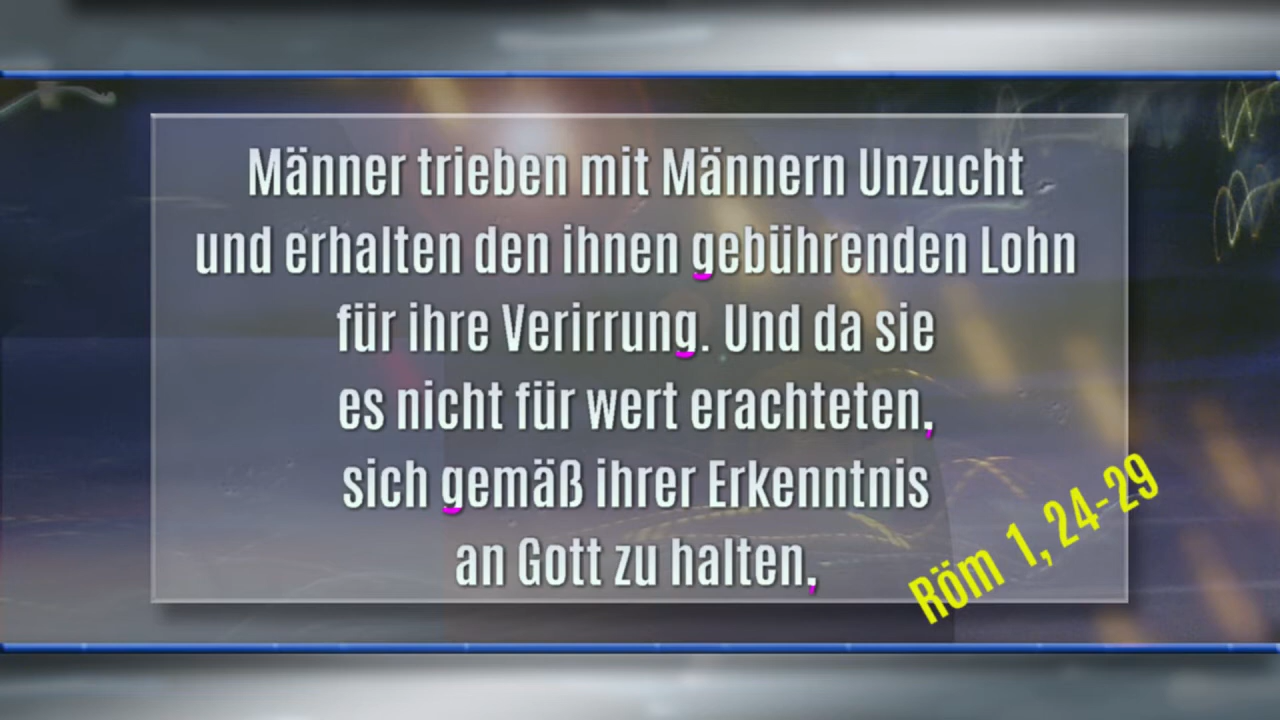 Männer trieben mit Männern Unzucht
und erhalten den ihnen gebührenden Lohn
für ihre Verirrung. Und da sie
es nicht für wert erachteten,
sich gemäß ihrer Erkenntnis
an Gott zu halten,
Röm 1, 24-29